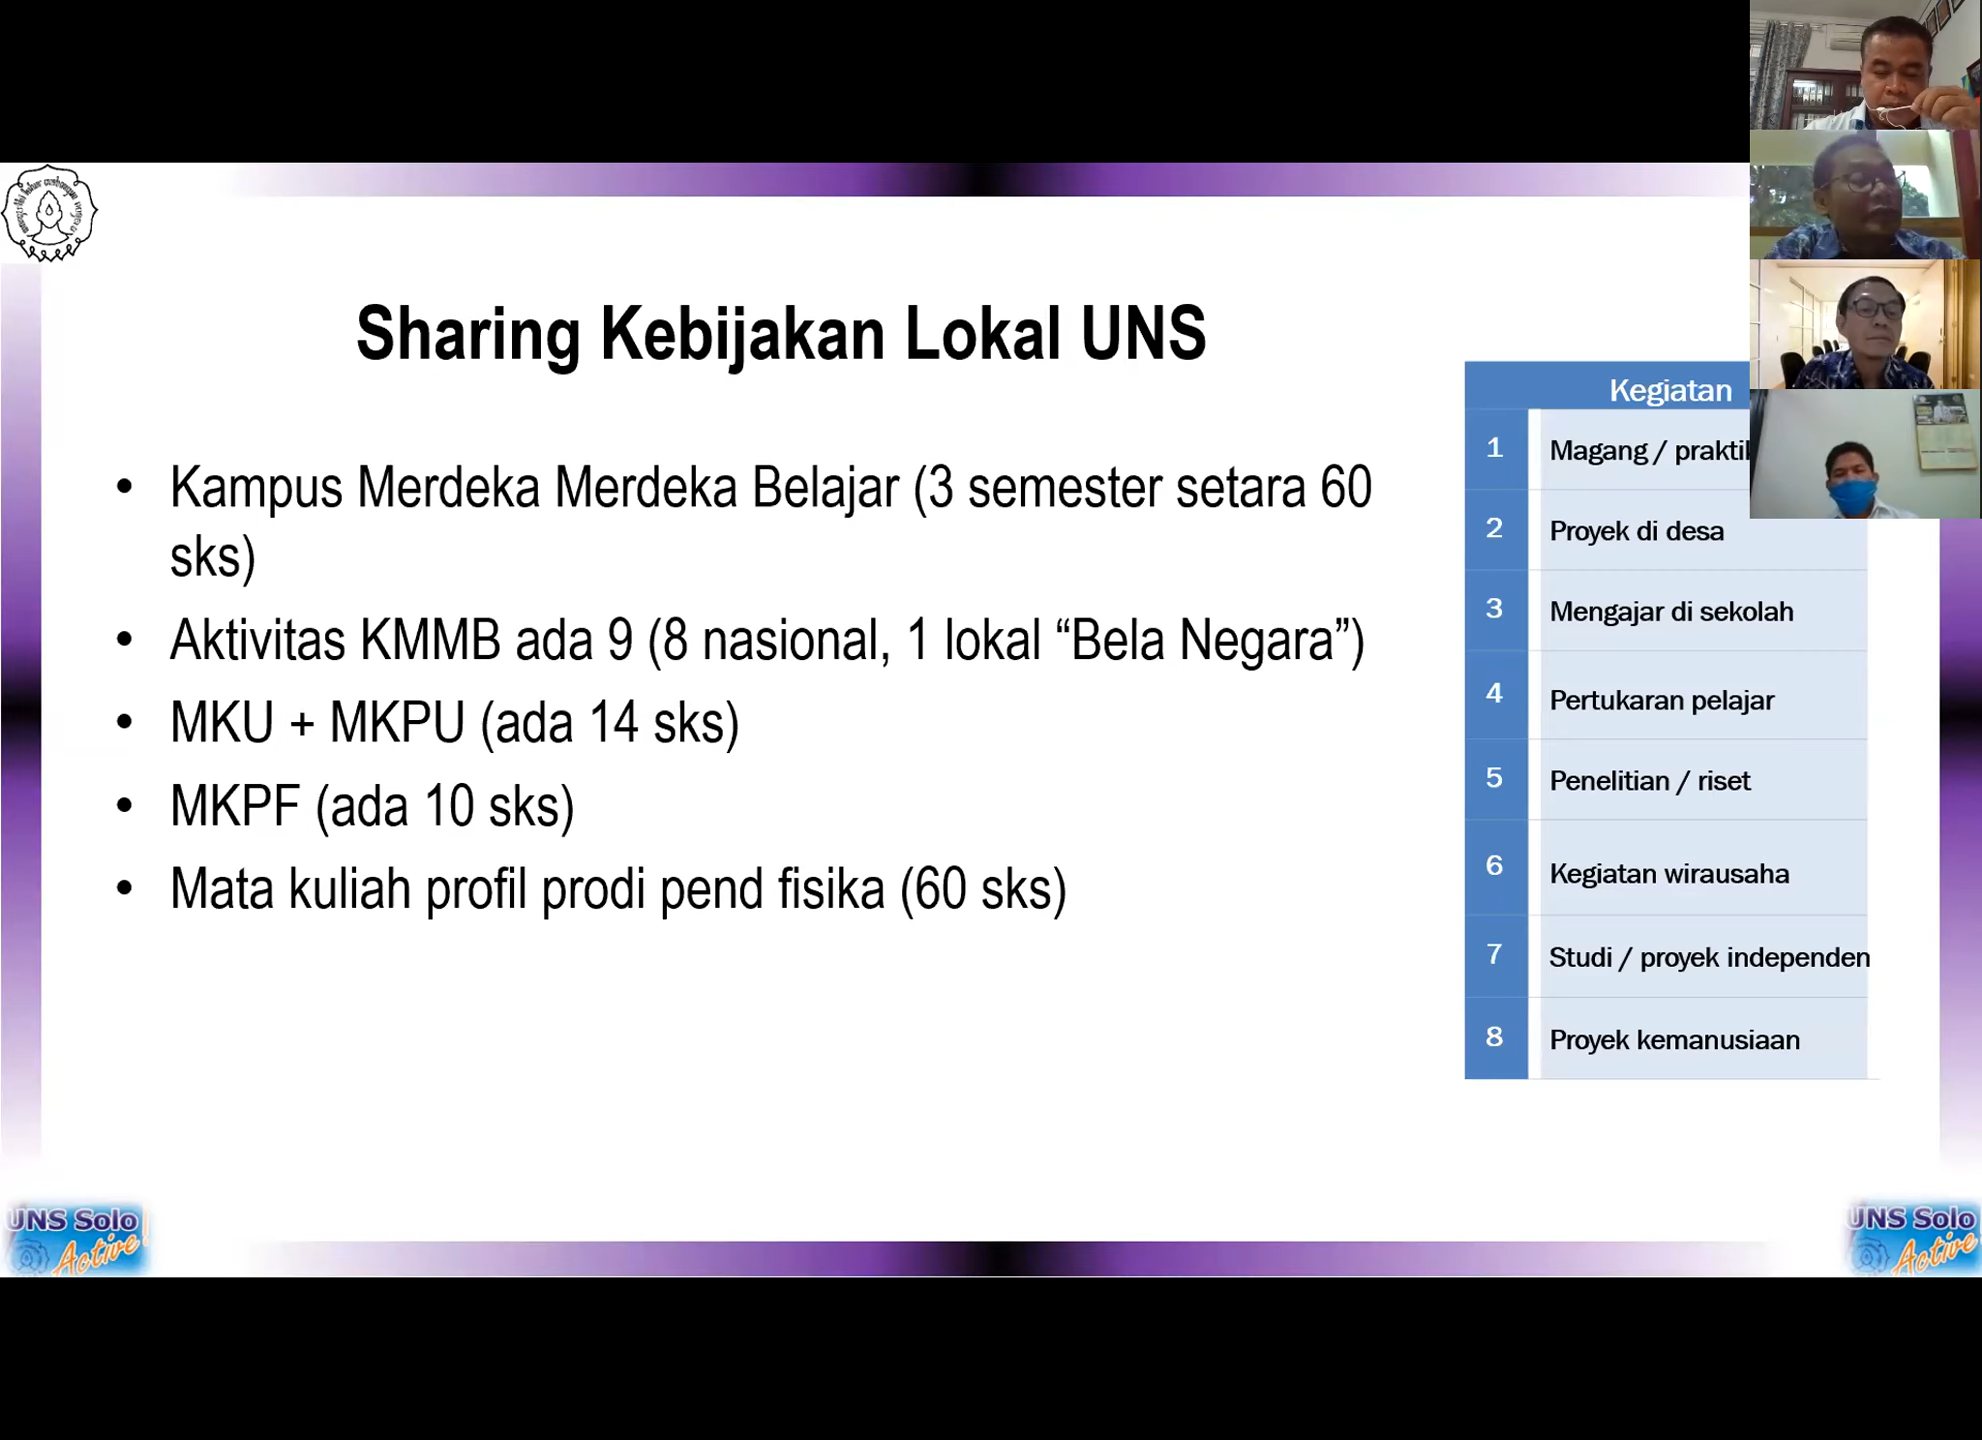 Sharing Kebijakan Lokal UNS
• Kampus Merdeka Merdeka Belajar (3 semester setara 60
sks)
• Aktivitas KMMB ada 9 (8 nasional, 1 lokal “Bela Negara”)
• MKU + MKPU (ada 14 sks)
• MKPF (ada 10 sks)
• Mata kuliah profil prodi pend fisika (60 sks)
Kegiatan
1 Magang / prakti
2 Proyek di desa
3 Mengajar di sekolah
4 Pertukaran pelajar
5 Penelitian / riset
6 Kegiatan wirausaha
7 Studi / proyek independen
8 Proyek kemanusiaan
UNS Solo
Active!
UNS Solo
Active